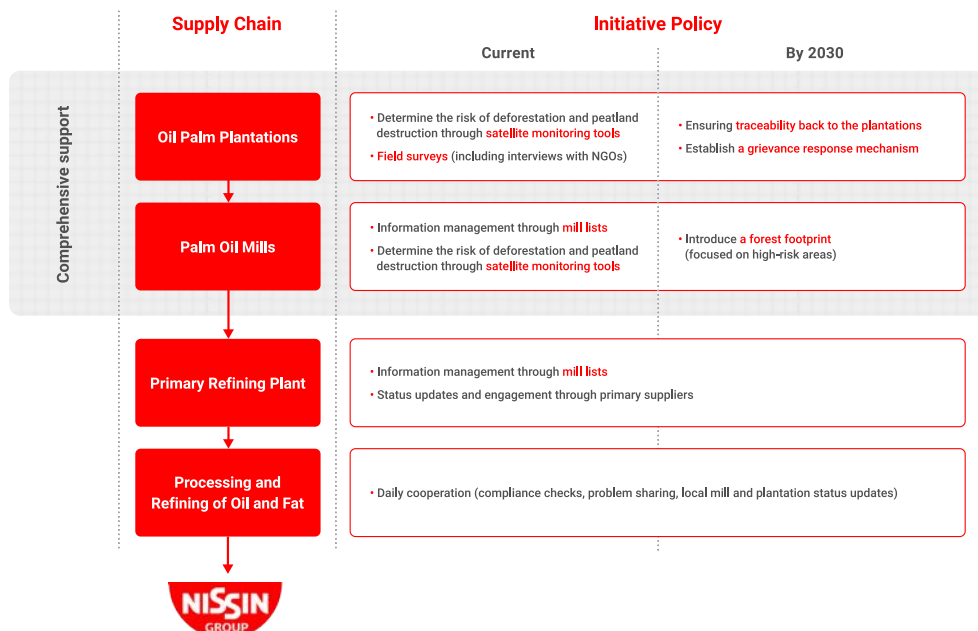 Supply Chain
Initiative Policy
Current
By 2030
Comprehensive support
Oil Palm Plantations
• Determine the risk of deforestation and peatland
destruction through satellite monitoring tools
• Field surveys (including interviews with NGOs)
• Ensuring traceability back to the plantations
• Establish a grievance response mechanism
Palm Oil Mills
• Information management through mill lists
• Determine the risk of deforestation and peatland
destruction through satellite monitoring tools
• Introduce a forest footprint
(focused on high-risk areas)
Primary Refining Plant
• Information management through mill lists
• Status updates and engagement through primary suppliers
Processing and
Refining of Oil and Fat
• Daily cooperation (compliance checks, problem sharing, local mill and plantation status updates)
NISSIN
GROUP